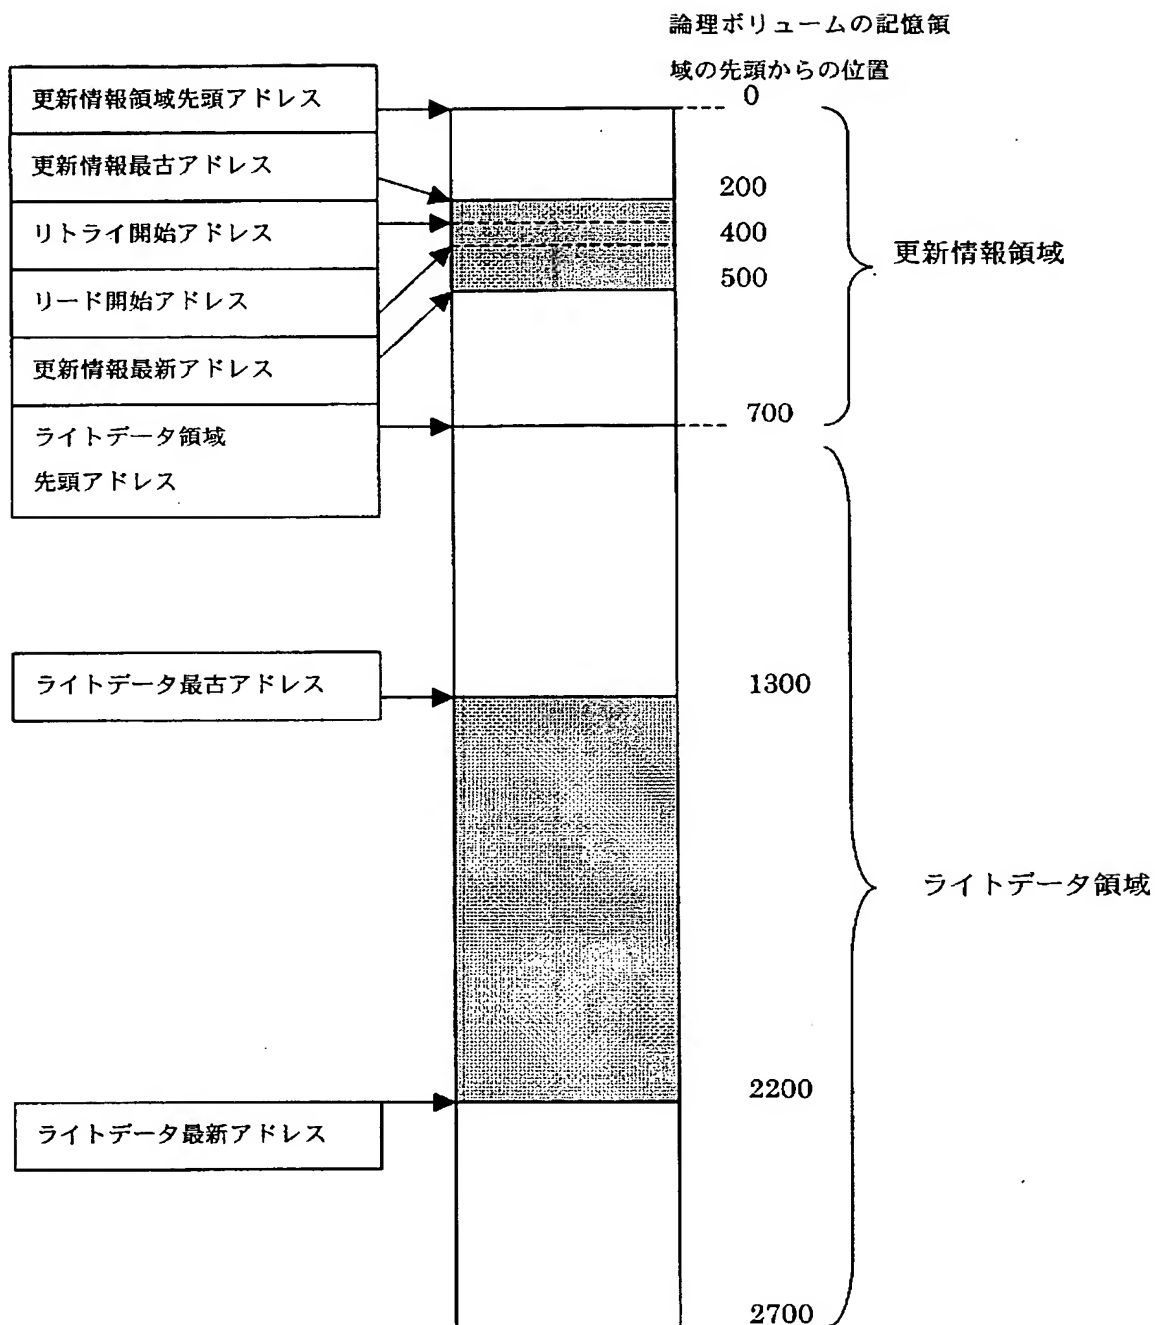 論理ボリュームの記憶領
域の先頭からの位置
更新情報領域先頭アドレス
更新情報最古アドレス
リトライ開始アドレス
リード開始アドレス
更新情報最新アドレス
ライトデータ領域
先頭アドレス
0
200
400
500
700
更新情報領域
ライトデータ最古アドレス
1300
ライトデータ領域
2200
ライトデータ最新アドレス
2700